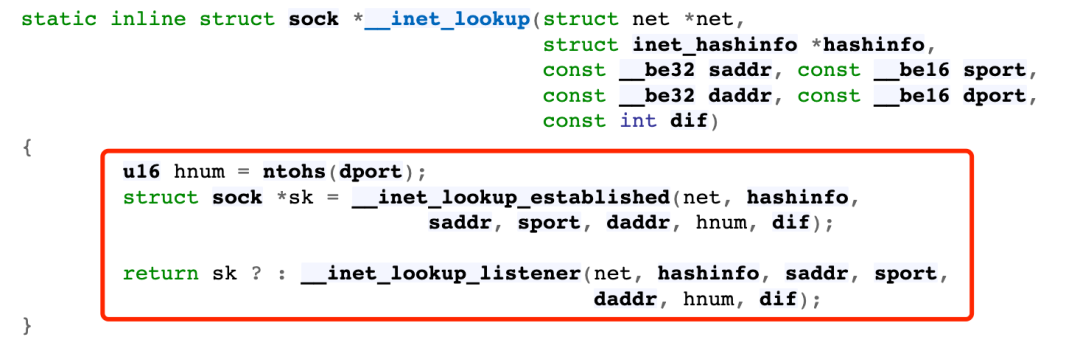 static inline struct sock *__inet_lookup(struct net *net,
struct inet_hashinfo *hashinfo,
const __be32 saddr, const __be16 sport,
const __be32 daddr, const __be16 dport,
const int dif)
{
u16 hnum = ntohs(dport);
struct sock *sk = __inet_lookup_established(net, hashinfo,
saddr, sport, daddr, hnum, dif);
return sk ? : __inet_lookup_listener(net, hashinfo, saddr, sport,
daddr, hnum, dif);
}